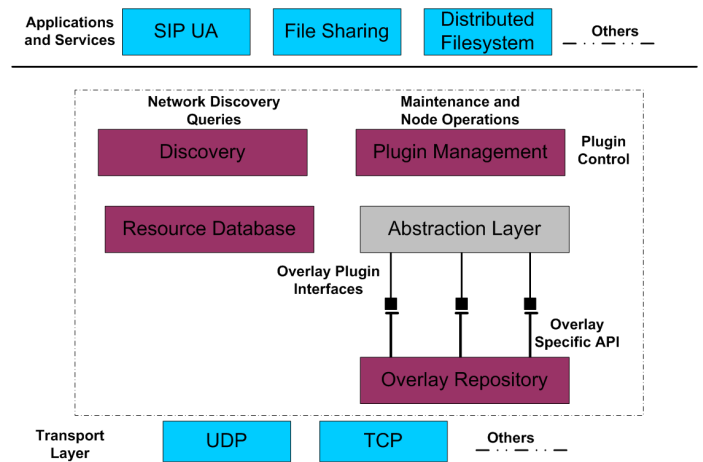 Applications
and Services
SIP UA
File Sharing
Distributed
Filesystem
Others
Network Discovery
Queries
Maintenance and
Node Operations
Discovery
Plugin Management
Plugin
Control
Resource Database
Abstraction Layer
Overlay Plugin
Interfaces
Overlay
Specific API
Overlay Repository
Transport
Layer
UDP
TCP
Others